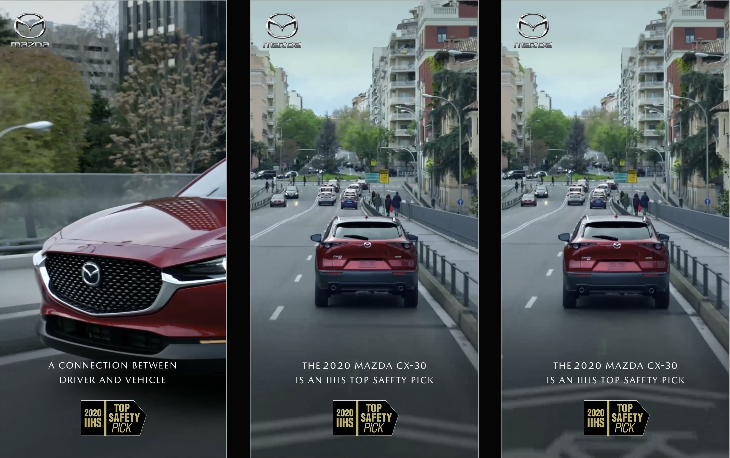 mazda
A CONNECTION BETWEEN
DRIVER AND VEHICLE
2020
IIHS
TOP
SAFETY
PICK
mazda
THE 2020 MAZDA CX-30
IS AN IIHS TOP SAFETY PICK
2020
IIHS
TOP
SAFETY
PICK
mazda
THE 2020 MAZDA CX-30
IS AN IIHS TOP SAFETY PICK
2020
IIHS
TOP
SAFETY
PICK